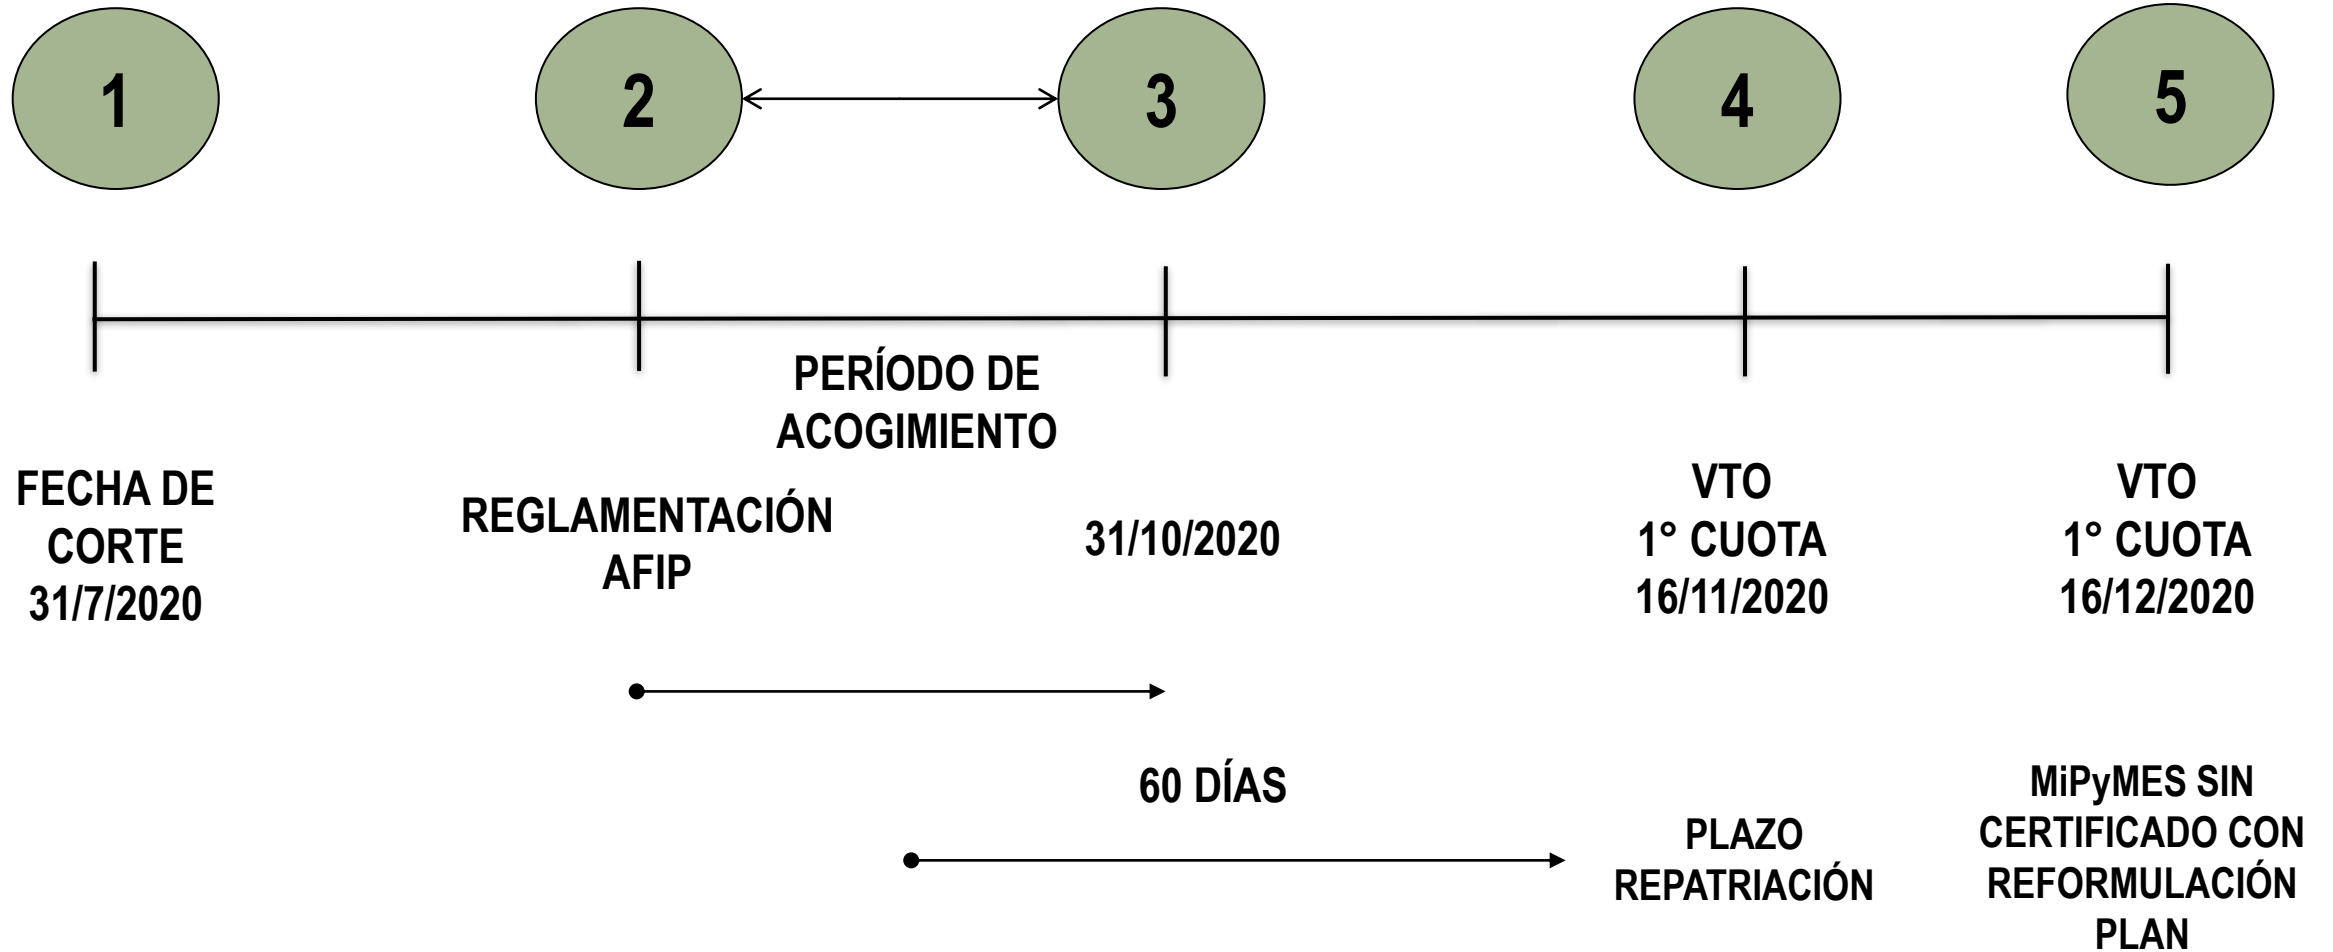 1
2
3
4
5
PERÍODO DE
ACOGIMIENTO
FECHA DE
CORTE
31/7/2020
REGLAMENTACIÓN
AFIP
31/10/2020
VTO
1° CUOTA
16/11/2020
VTO
1° CUOTA
16/12/2020
60 DÍAS
PLAZO
REPATRIACIÓN
MiPyMES SIN
CERTIFICADO CON
REFORMULACIÓN
PLAN